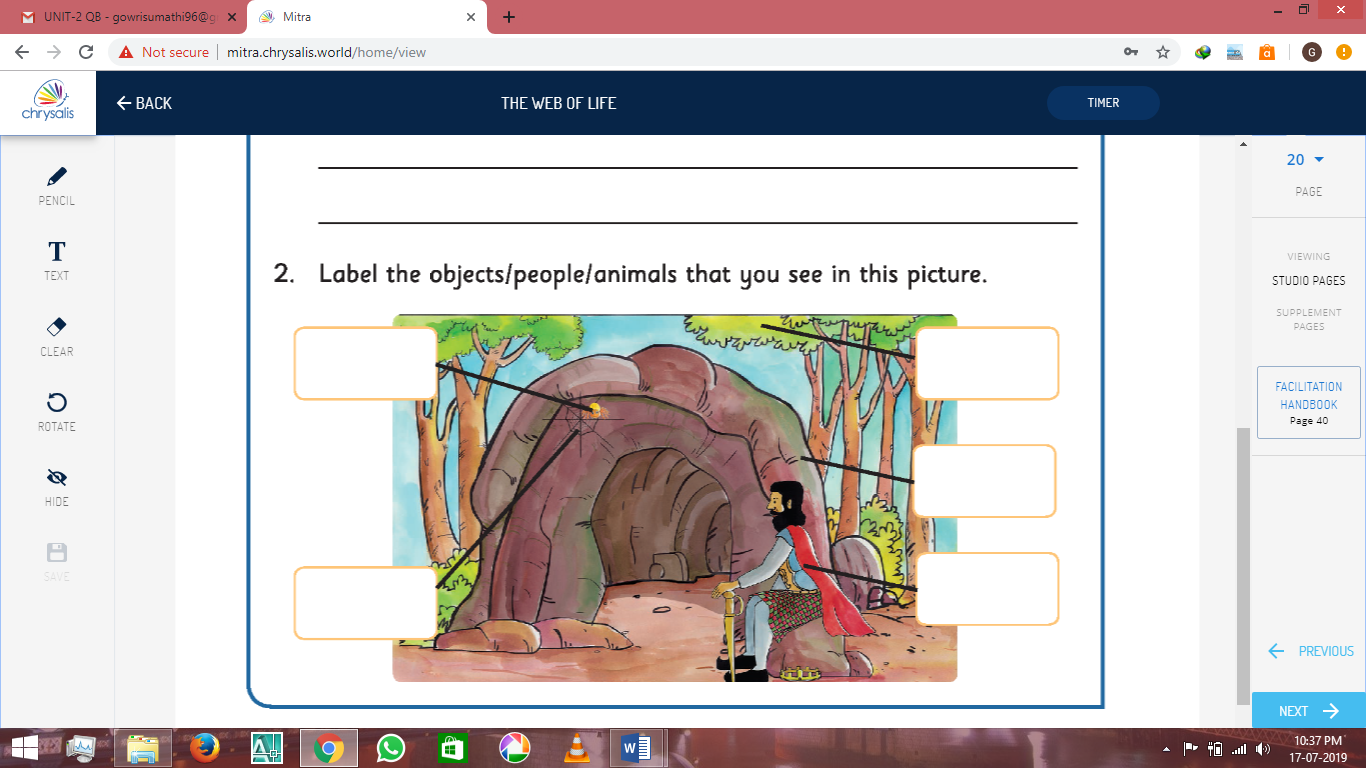 UNIT-2 QB - gowrisumathi96@g
Mitra
Not secure
mitra.chrysalis.world/home/view
G
chrysalis
BACK
THE WEB OF LIFE
TIMER
PENCIL
T
TEXT
CLEAR
ROTATE
HIDE
SAVE
2. Label the objects/people/animals that you see in this picture.
20
PAGE
VIEWING
STUDIO PAGES
SUPPLEMENT
PAGES
FACILITATION
HANDBOOK
Page 40
PREVIOUS
NEXT
10:37 PM
17-07-2019